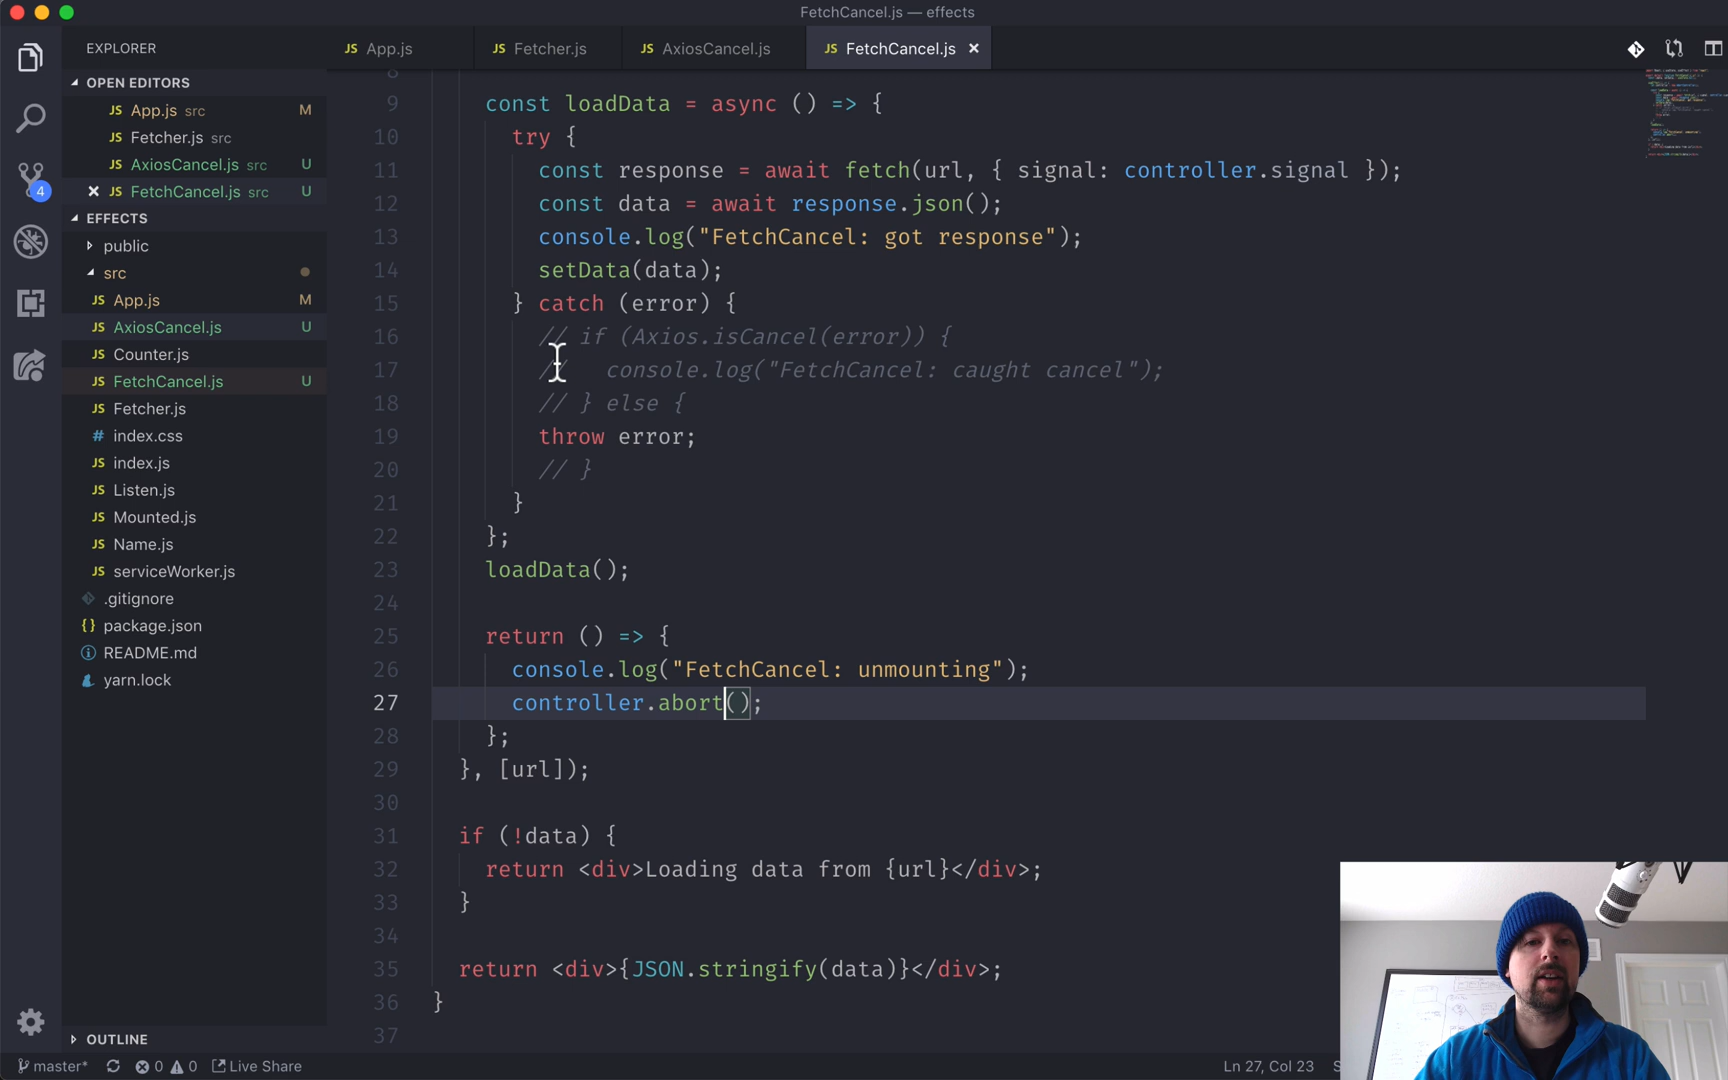 FetchCancel.js — effects
EXPLORER
JS App.js
JS Fetcher.js
JS AxiosCancel.js
JS FetchCancel.js ×
OPEN EDITORS
JS App.js src M
JS Fetcher.js src
JS AxiosCancel.js src U
× JS FetchCancel.js src U
EFFECTS
public
src
JS App.js M
JS AxiosCancel.js U
JS Counter.js
JS FetchCancel.js U
JS Fetcher.js
# index.css
JS index.js
JS Listen.js
JS Mounted.js
JS Name.js
JS serviceWorker.js
.gitignore
{} package.json
README.md
yarn.lock
OUTLINE
4
8
9 const loadData = async () => {
10 try {
11 const response = await fetch(url, { signal: controller.signal });
12 const data = await response.json();
13 console.log("FetchCancel: got response");
14 setData(data);
15 } catch (error) {
16 // if (Axios.isCancel(error)) {
17 // console.log("FetchCancel: caught cancel");
18 // } else {
19 throw error;
20 // }
21 }
22 };
23 loadData();
24
25 return () => {
26 console.log("FetchCancel: unmounting");
27 controller.abort();
28 };
29 }, [url]);
30
31 if (!data) {
32 return <div>Loading data from {url}</div>;
33 }
34
35 return <div>{JSON.stringify(data)}</div>;
36 }
37
master* 0 0 Live Share
Ln 27, Col 23